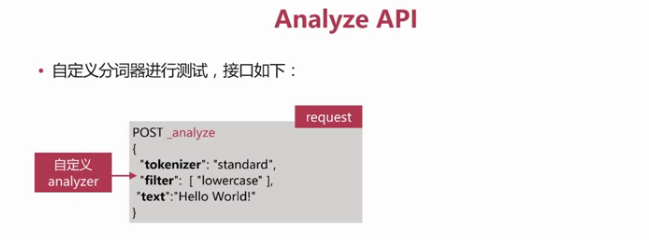 Analyze API
• 自定义分词器进行测试，接口如下：
request
POST _analyze
{
"tokenizer": "standard",
自定义
analyzer
"filter": [ "lowercase" ],
"text":"Hello World!"
}